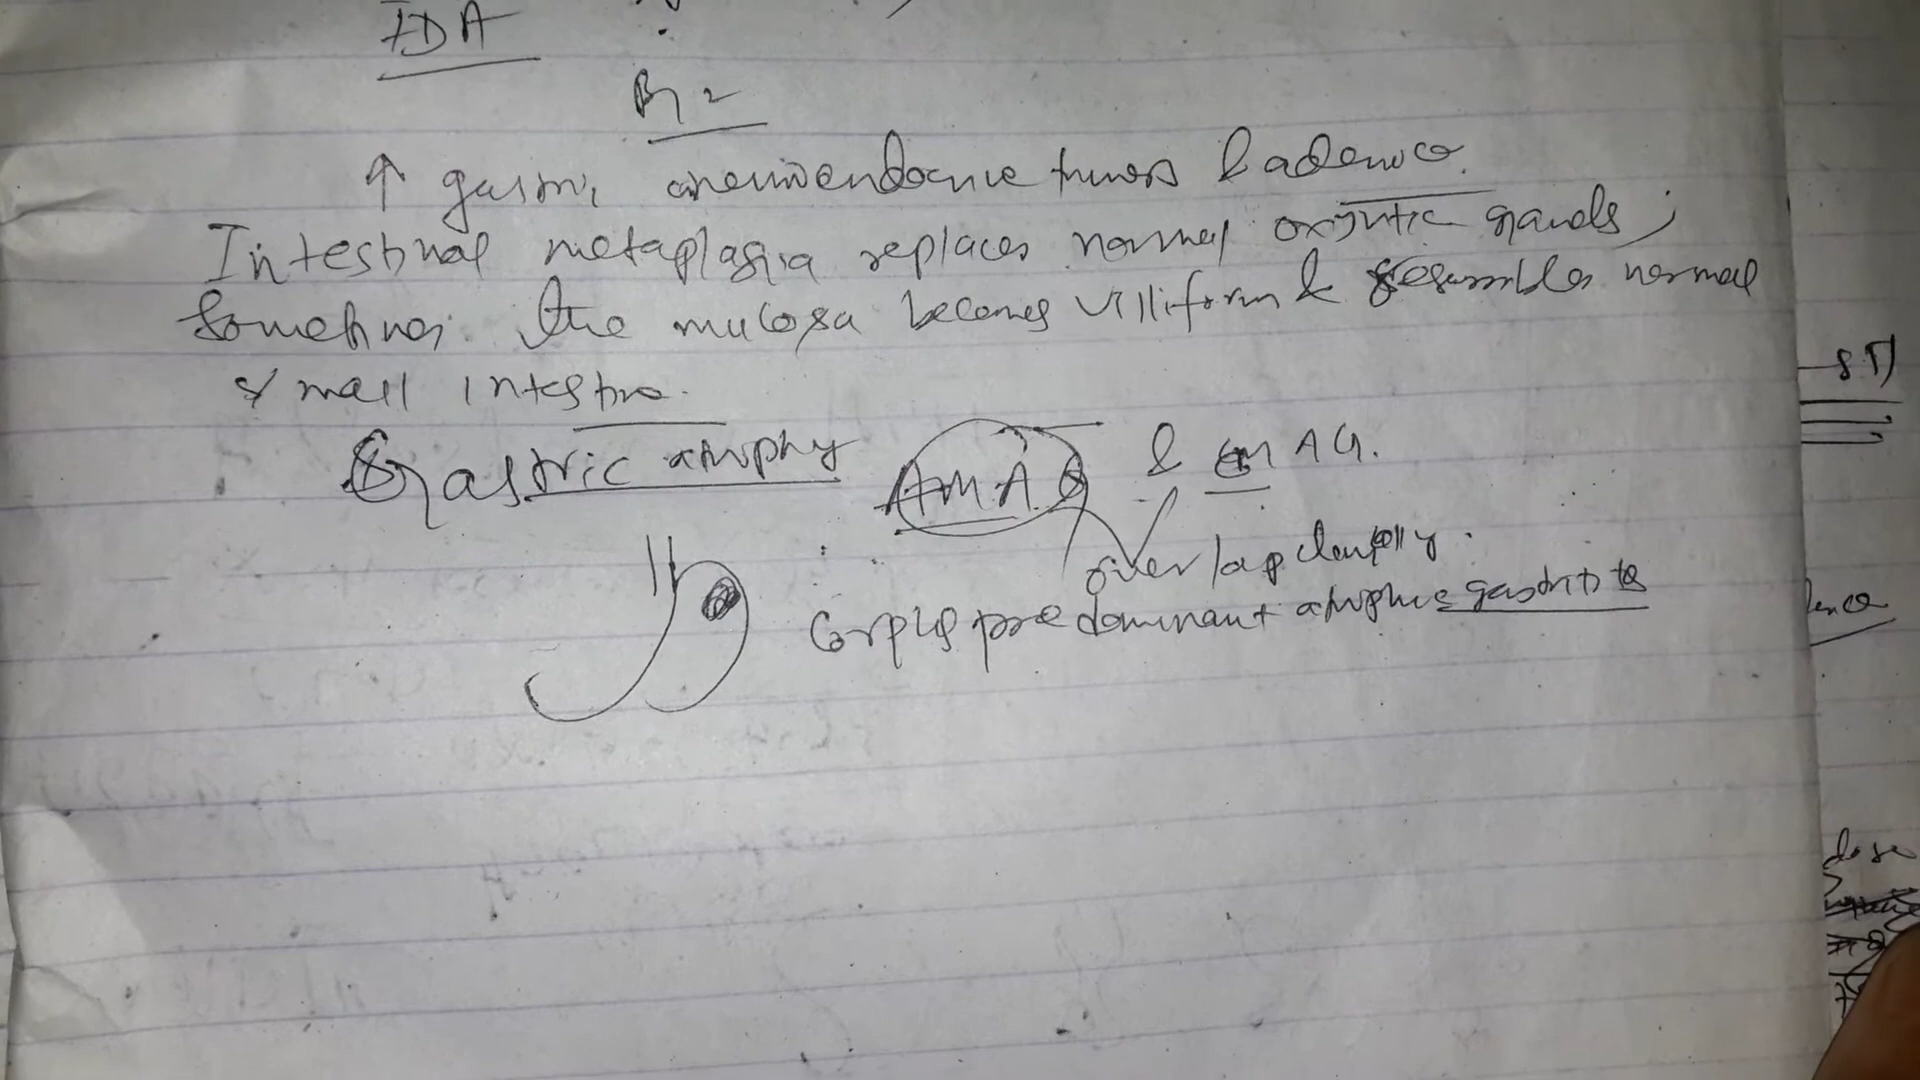 IDA
B12
↑ gastric neuroendocrine tumors & adenoca.
Intestinal metaplasia replaces normal oxyntic glands;
Sometimes the mucosa becomes villiform & resembles normal
small intestine.
Gastric atrophy AMAG & EMAG.
overlap
Corpus predominant atrophic gastritis
dose